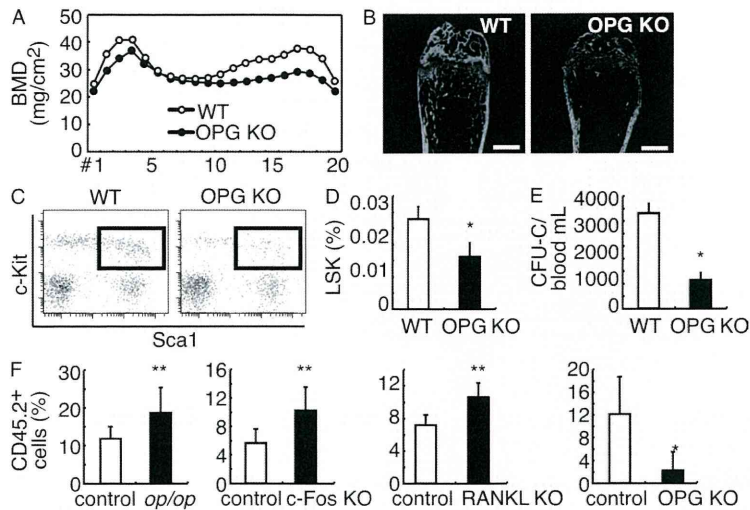 A
BMD
(mg/cm2)
50
40
30
20
10
0
WT
OPG KO
#1 5 10 15 20
B
WT
OPG KO
C
WT OPG KO
c-Kit
Sca1
D
LSK (%)
0.03
0.02
0.01
0
*
WT OPG KO
E
CFU-C/
blood mL
4000
3000
2000
1000
0
*
WT OPG KO
F
CD45.2+
cells (%)
30
20
10
0
**
control op/op
16
12
8
4
0
**
control c-Fos KO
12
8
4
0
**
control RANKL KO
20
16
12
8
4
0
*
control OPG KO